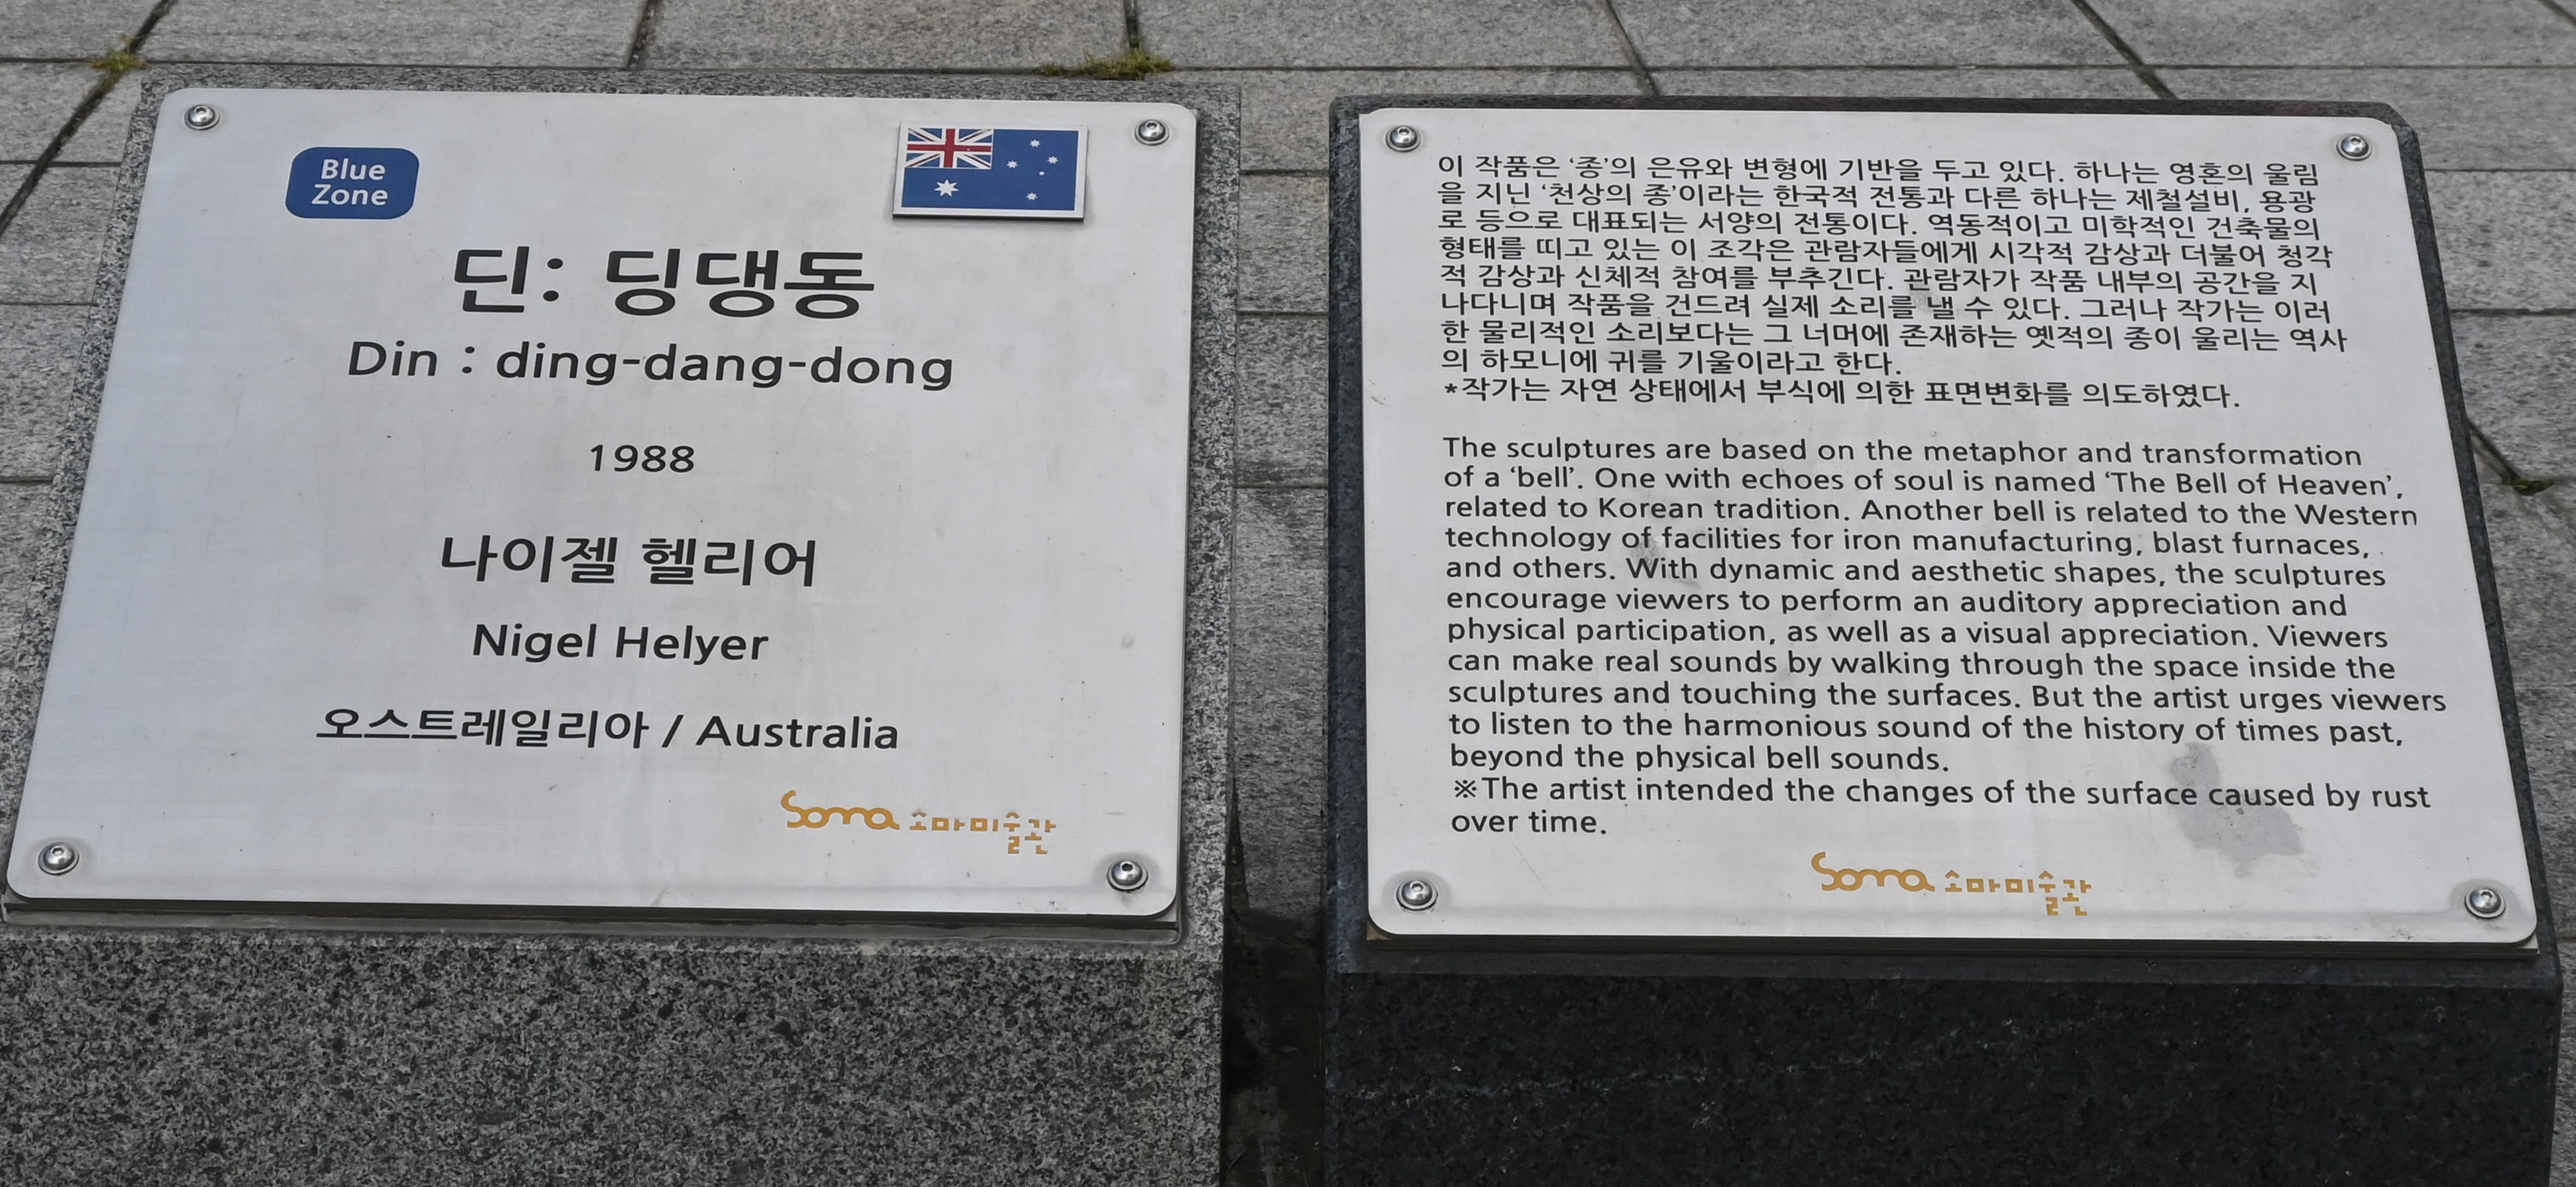 Blue
Zone
딘: 딩댕동
Din : ding-dang-dong
1988
나이젤 헬리어
Nigel Helyer
오스트레일리아 / Australia
Soma 소마미술관
이 작품은 ‘종’의 은유와 변형에 기반을 두고 있다. 하나는 영혼의 울림
을 지닌 ‘천상의 종’이라는 한국적 전통과 다른 하나는 제철설비, 용광
로 등으로 대표되는 서양의 전통이다. 역동적이고 미학적인 건축물의
형태를 띠고 있는 이 조각은 관람자들에게 시각적 감상과 더불어 청각
적 감상과 신체적 참여를 부추긴다. 관람자가 작품 내부의 공간을 지
나다니며 작품을 건드려 실제 소리를 낼 수 있다. 그러나 작가는 이러
한 물리적인 소리보다는 그 너머에 존재하는 옛적의 종이 울리는 역사
의 하모니에 귀를 기울이라고 한다.
*작가는 자연 상태에서 부식에 의한 표면변화를 의도하였다.
The sculptures are based on the metaphor and transformation
of a ‘bell’. One with echoes of soul is named ‘The Bell of Heaven’,
related to Korean tradition. Another bell is related to the Western
technology of facilities for iron manufacturing, blast furnaces,
and others. With dynamic and aesthetic shapes, the sculptures
encourage viewers to perform an auditory appreciation and
physical participation, as well as a visual appreciation. Viewers
can make real sounds by walking through the space inside the
sculptures and touching the surfaces. But the artist urges viewers
to listen to the harmonious sound of the history of times past,
beyond the physical bell sounds.
※The artist intended the changes of the surface caused by rust
over time.
Soma 소마미술관